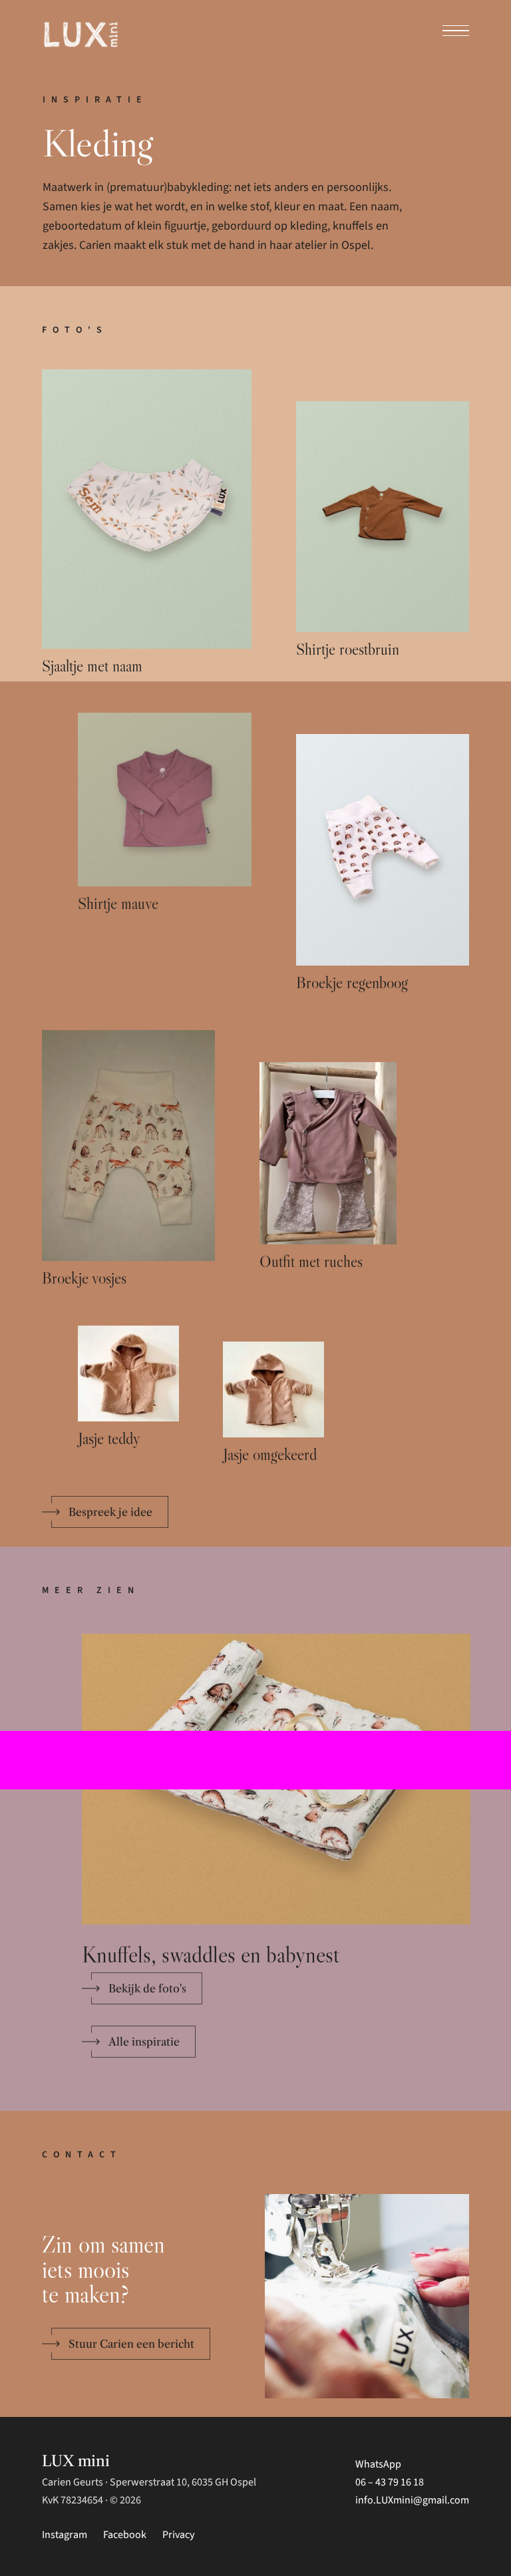 LUX mini
INSPIRATIE
Kleding
Maatwerk in (prematuur)babykleding: net iets anders en persoonlijks.
Samen kies je wat het wordt, en in welke stof, kleur en maat. Een naam,
geboortedatum of klein figuurtje, geborduurd op kleding, knuffels en
zakjes. Carien maakt elk stuk met de hand in haar atelier in Ospel.
FOTO'S
Sem
LUX
Sjaaltje met naam
Shirtje roestbruin
Shirtje mauve
Broekje regenboog
Broekje vosjes
Outfit met ruches
Jasje teddy
Jasje omgekeerd
Bespreek je idee
MEER ZIEN
Knuffels, swaddles en babynest
Bekijk de foto's
Alle inspiratie
CONTACT
Zin om samen
iets moois
te maken?
Stuur Carien een bericht
LUX
LUX mini
Carien Geurts · Sperwerstraat 10, 6035 GH Ospel
KvK 78234654 · © 2026
WhatsApp
06 – 43 79 16 18
info.LUXmini@gmail.com
Instagram Facebook Privacy